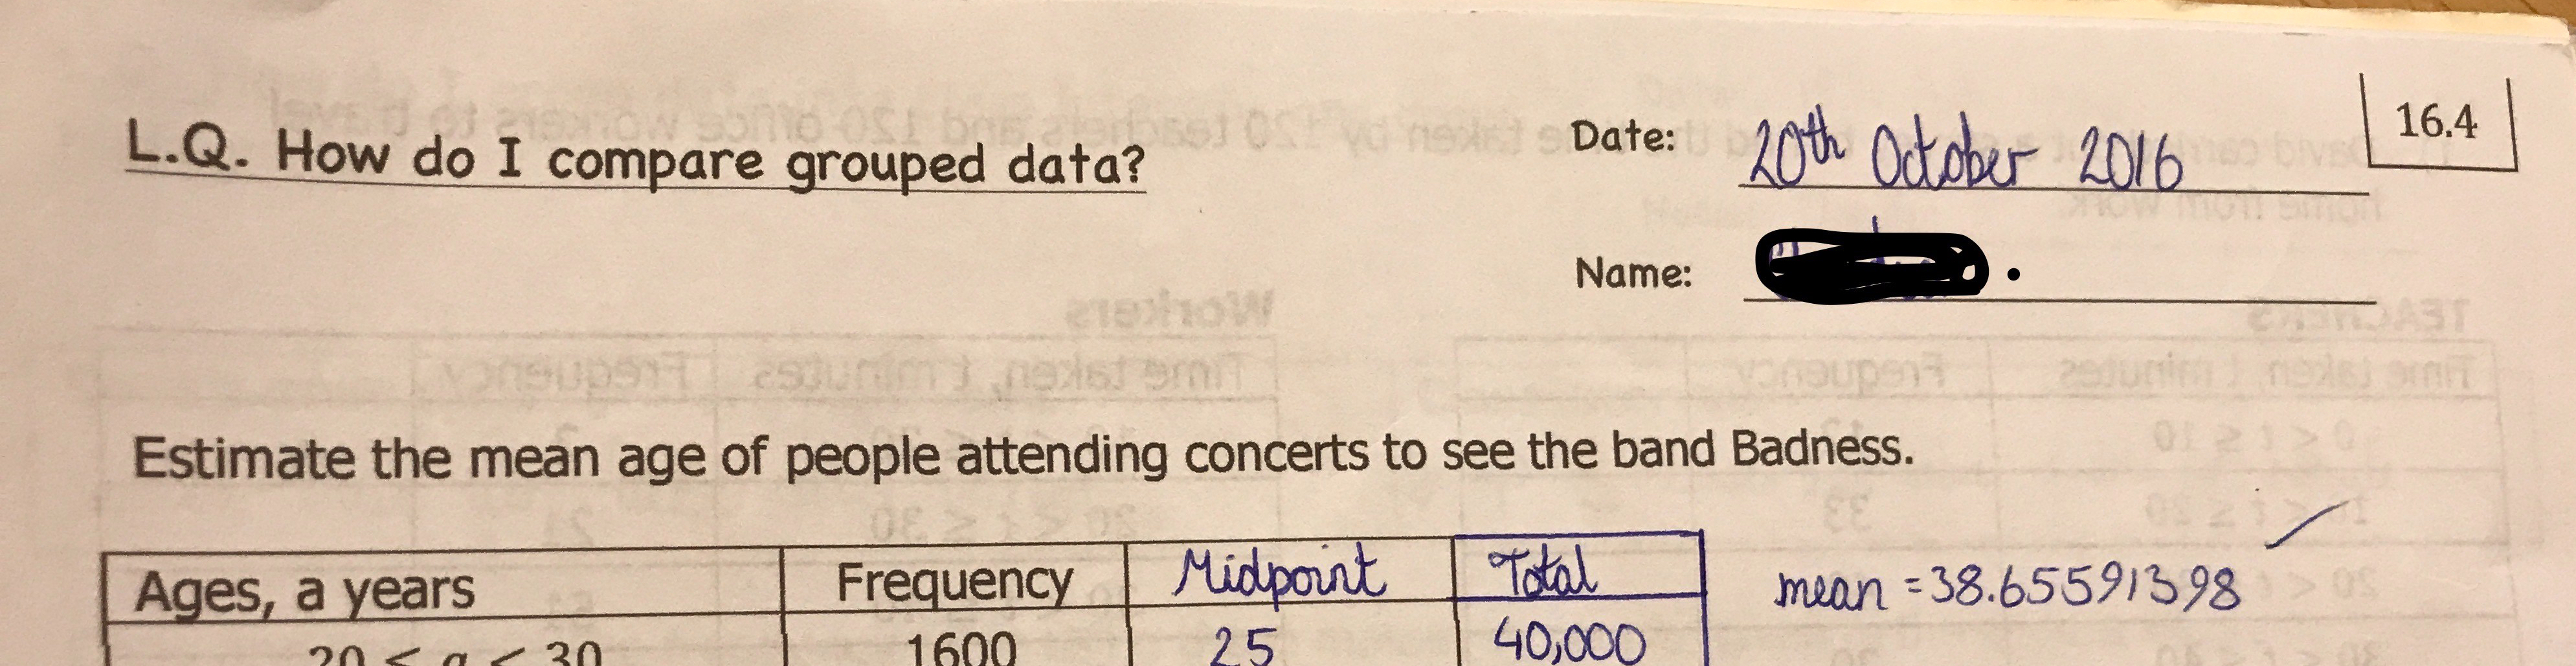 L.Q. How do I compare grouped data?
Date: 20th October 2016
16.4
Name:
Estimate the mean age of people attending concerts to see the band Badness.
Ages, a years Frequency Midpoint Total
mean = 38.65591398
1600 25 40,000